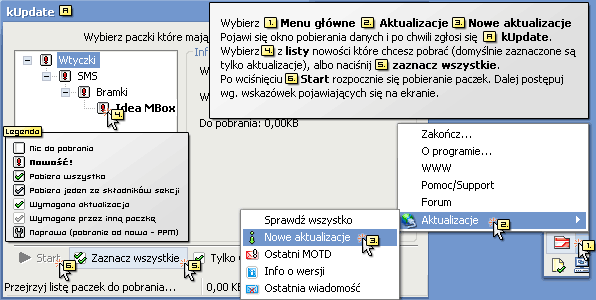 kUpdate A
Wybierz paczki które mają
Wtyczki
SMS
Bramki
Idea MBox
4.
Do pobrania: 0,00KB
Wybierz 1. Menu główne 2. Aktualizacje 3. Nowe aktualizacje
Pojawi się okno pobierania danych i po chwili zgłosi się A kUpdate.
Wybierz 4. z listy nowości które chcesz pobrać (domyślnie zaznaczone są
tylko aktualizacje), albo naciśnij 5. zaznacz wszystkie.
Po wciśnięciu 6. Start rozpocznie się pobieranie paczek. Dalej postępuj
wg. wskazówek pojawiających się na ekranie.
Legenda
Nic do pobrania
Nowość!
Pobierz wszystko
Pobierz jeden ze składników sekcji
Wymagana aktualizacja
Wymagane przez inną paczkę
Naprawa (pobranie od nowa - PPM)
Zakończ...
O programie...
WWW
Pomoc/Support
Forum
Aktualizacje 2.
1.
Sprawdź wszystko
Nowe aktualizacje 3.
Ostatni MOTD
Info o wersji
Ostatnia wiadomość
Start 6. Zaznacz wszystkie 5. Tylko
Przejrzyj listę paczek do pobrania... 0,00 KB